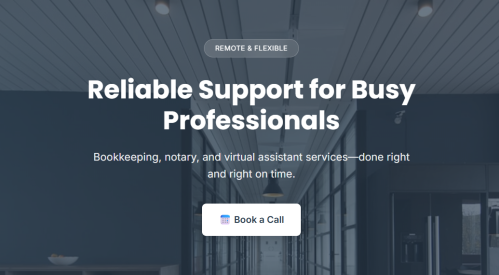 REMOTE & FLEXIBLE
Reliable Support for Busy
Professionals
Bookkeeping, notary, and virtual assistant services—done right
and right on time.
Book a Call